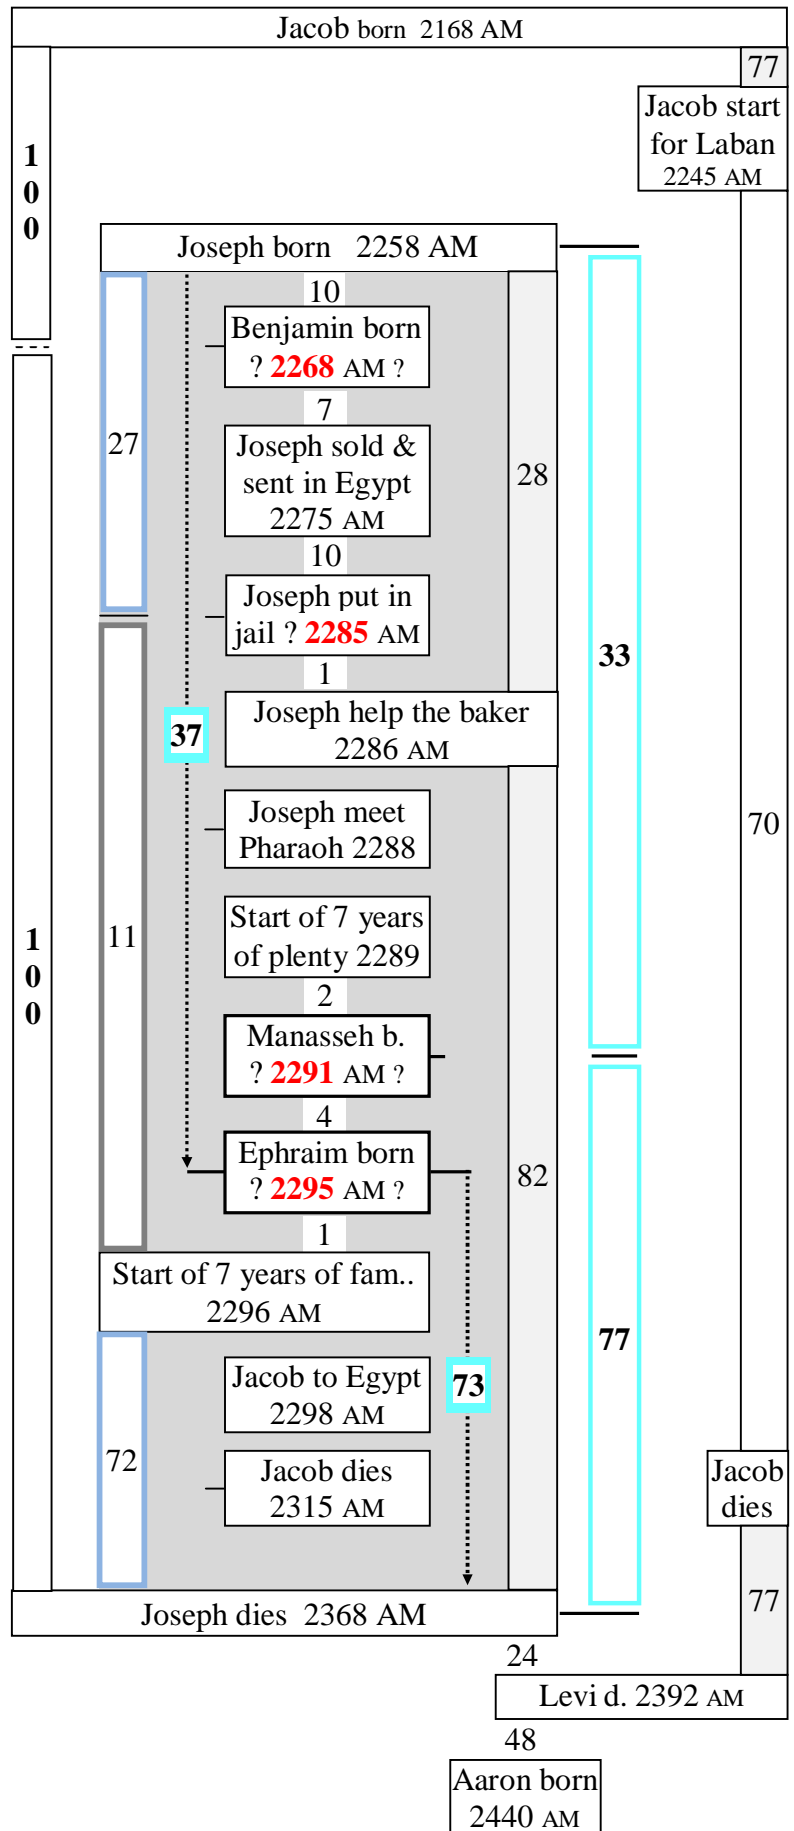 Jacob born 2168 AM
77
Jacob start
for Laban
2245 AM
1
0
0
Joseph born 2258 AM
10
Benjamin born
? 2268 AM ?
7
27
Joseph sold &
sent in Egypt
2275 AM
28
10
Joseph put in
jail ? 2285 AM
1
33
Joseph help the baker
2286 AM
37
Joseph meet
Pharaoh 2288
70
Start of 7 years
of plenty 2289
11
1
0
0
2
Manasseh b.
? 2291 AM ?
4
Ephraim born
? 2295 AM ?
82
1
Start of 7 years of fam..
2296 AM
77
Jacob to Egypt
2298 AM
73
72
Jacob dies
2315 AM
Jacob
dies
77
Joseph dies 2368 AM
24
Levi d. 2392 AM
48
Aaron born
2440 AM